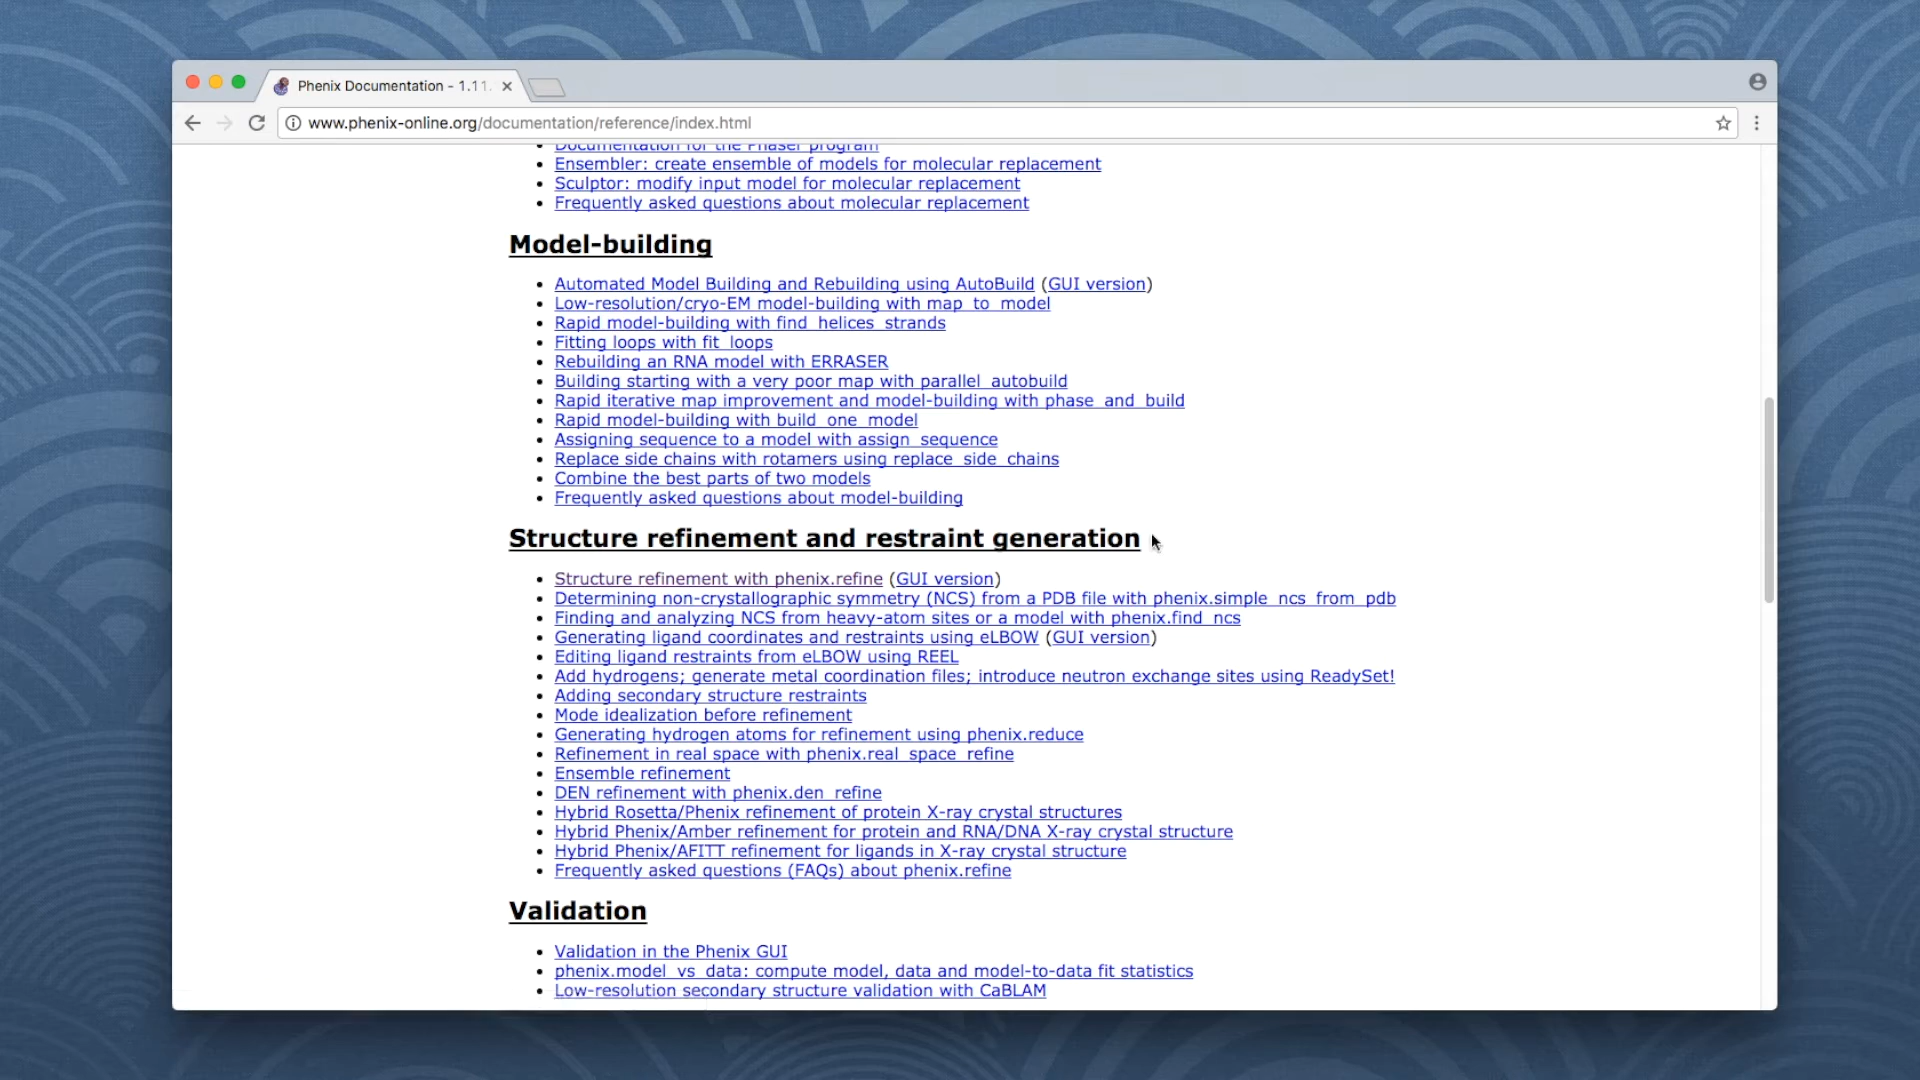 Phenix Documentation - 1.11.
www.phenix-online.org/documentation/reference/index.html
Documentation for the Phaser program
Ensembler: create ensemble of models for molecular replacement
Sculptor: modify input model for molecular replacement
Frequently asked questions about molecular replacement
Model-building
Automated Model Building and Rebuilding using AutoBuild (GUI version)
Low-resolution/cryo-EM model-building with map_to_model
Rapid model-building with find_helices_strands
Fitting loops with fit_loops
Rebuilding an RNA model with ERRASER
Building starting with a very poor map with parallel_autobuild
Rapid iterative map improvement and model-building with phase_and_build
Rapid model-building with build_one_model
Assigning sequence to a model with assign_sequence
Replace side chains with rotamers using replace_side_chains
Combine the best parts of two models
Frequently asked questions about model-building
Structure refinement and restraint generation
Structure refinement with phenix.refine (GUI version)
Determining non-crystallographic symmetry (NCS) from a PDB file with phenix.simple_ncs_from_pdb
Finding and analyzing NCS from heavy-atom sites or a model with phenix.find_ncs
Generating ligand coordinates and restraints using eLBOW (GUI version)
Editing ligand restraints from eLBOW using REEL
Add hydrogens; generate metal coordination files; introduce neutron exchange sites using ReadySet!
Adding secondary structure restraints
Mode idealization before refinement
Generating hydrogen atoms for refinement using phenix.reduce
Refinement in real space with phenix.real_space_refine
Ensemble refinement
DEN refinement with phenix.den_refine
Hybrid Rosetta/Phenix refinement of protein X-ray crystal structures
Hybrid Phenix/Amber refinement for protein and RNA/DNA X-ray crystal structure
Hybrid Phenix/AFITT refinement for ligands in X-ray crystal structure
Frequently asked questions (FAQs) about phenix.refine
Validation
Validation in the Phenix GUI
phenix.model_vs_data: compute model, data and model-to-data fit statistics
Low-resolution secondary structure validation with CaBLAM